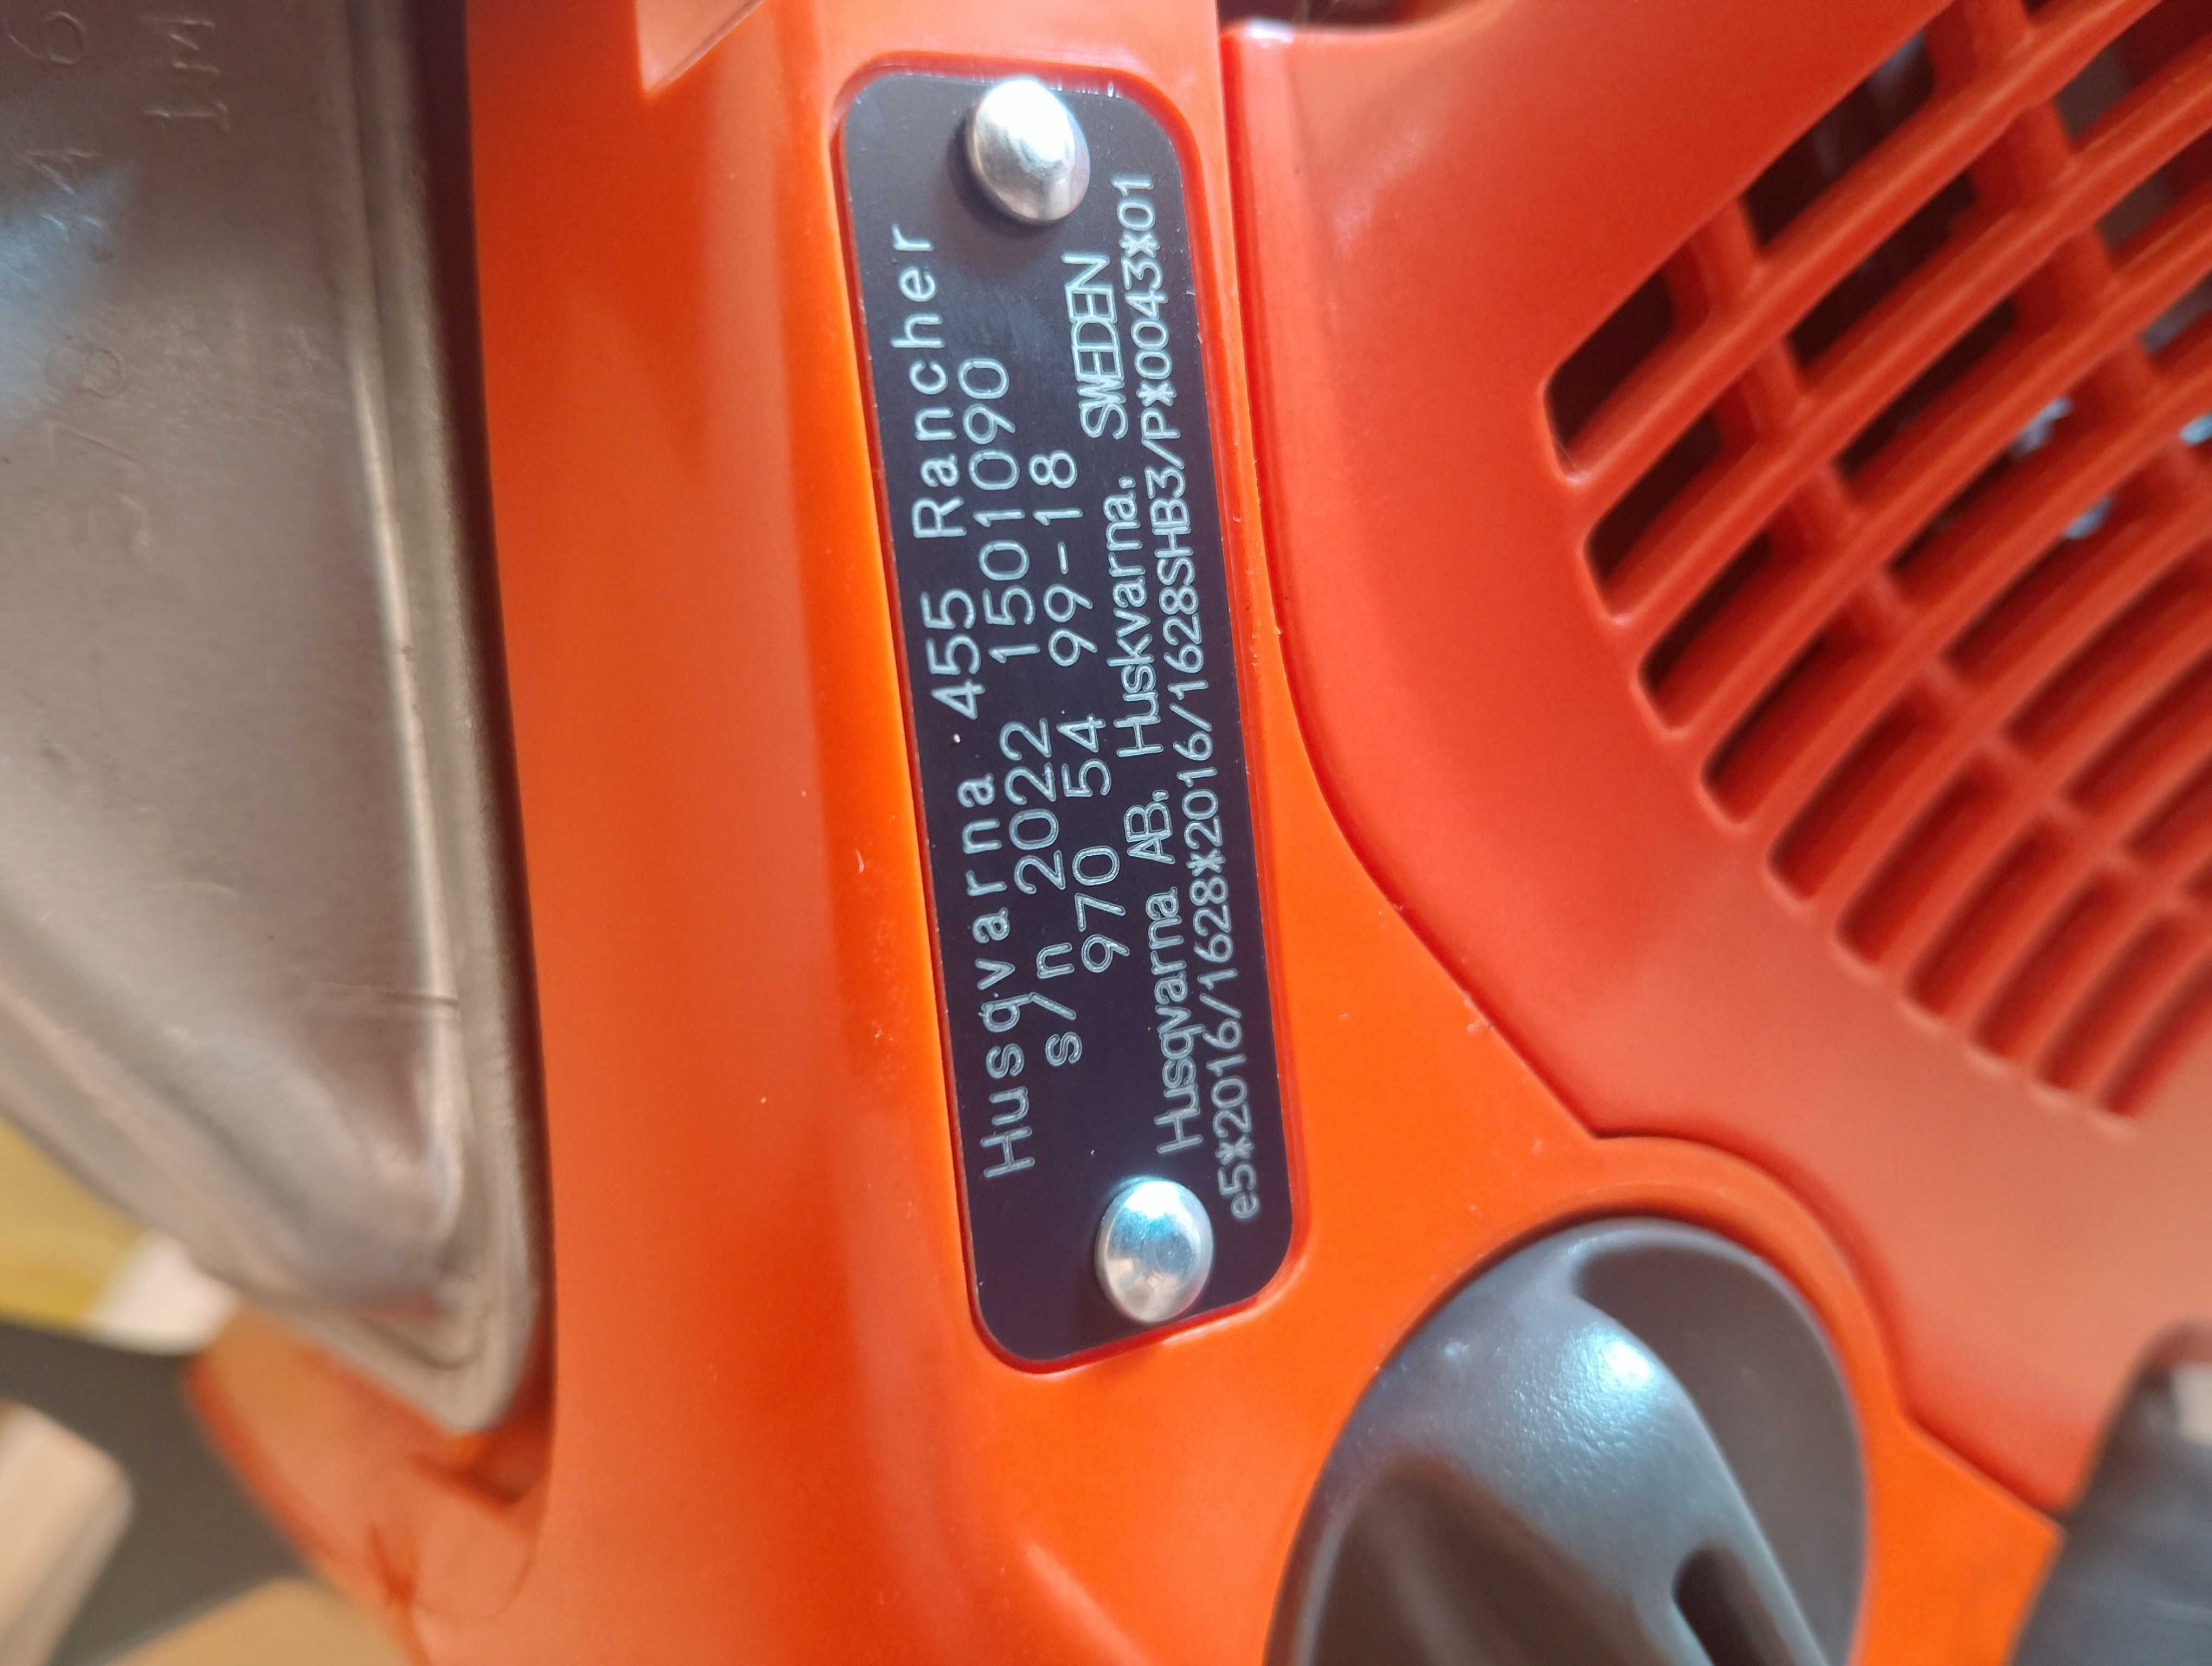 Husqvarna 455 Rancher
s/n 2022 1501090
970 54 99-18
Husqvarna AB, Huskvarna, SWEDEN
e5*2016/1628*2016/1628SHB3/P*0043*01